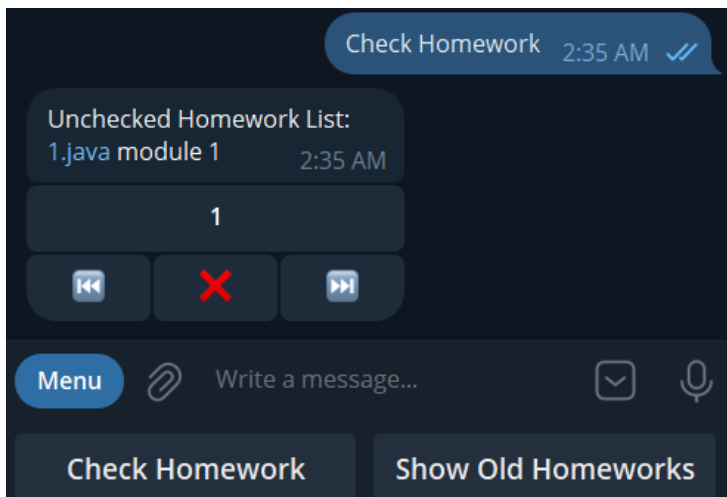 Check Homework 2:35 AM
Unchecked Homework List:
1.java module 1 2:35 AM
1
Menu Write a message...
Check Homework Show Old Homeworks